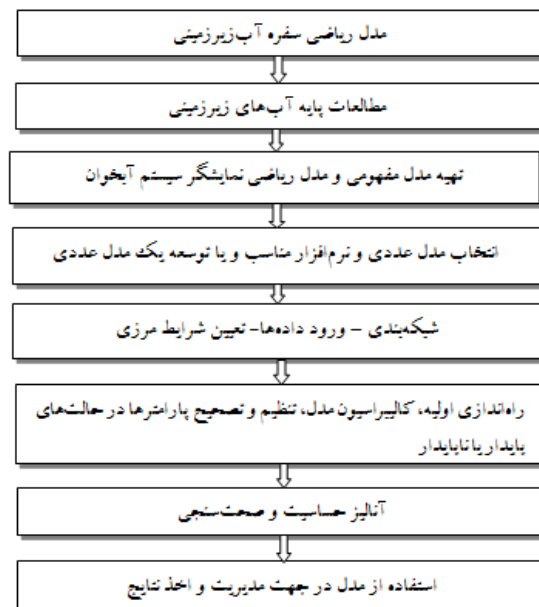 مدل ریاضی سفره آب‌زیرزمینی
مطالعات پایه آب‌های زیرزمینی
تهیه مدل مفهومی و مدل ریاضی نمایشگر سیستم آبخوان
انتخاب مدل عددی و نرم‌افزار مناسب و یا توسعه یک مدل عددی
شبکه‌بندی – ورود داده‌ها- تعیین شرایط مرزی
راه‌اندازی اولیه، کالیبراسیون مدل، تنظیم و تصحیح پارامترها در حالت‌های
پایدار یا ناپایدار
آنالیز حساسیت و صحت‌سنجی
استفاده از مدل در جهت مدیریت و اخذ نتایج